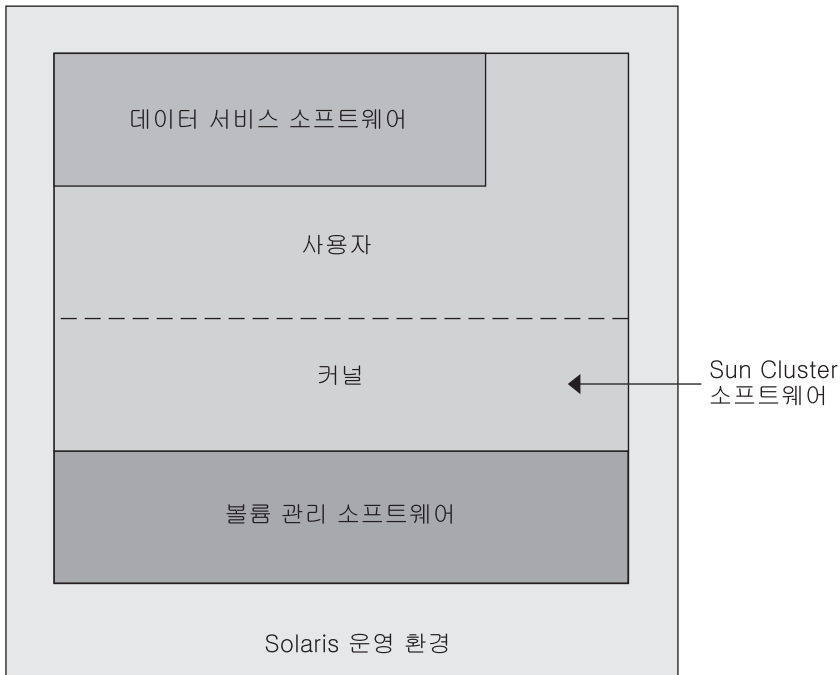 데이터 서비스 소프트웨어
사용자
커널
Sun Cluster
소프트웨어
볼륨 관리 소프트웨어
Solaris 운영 환경